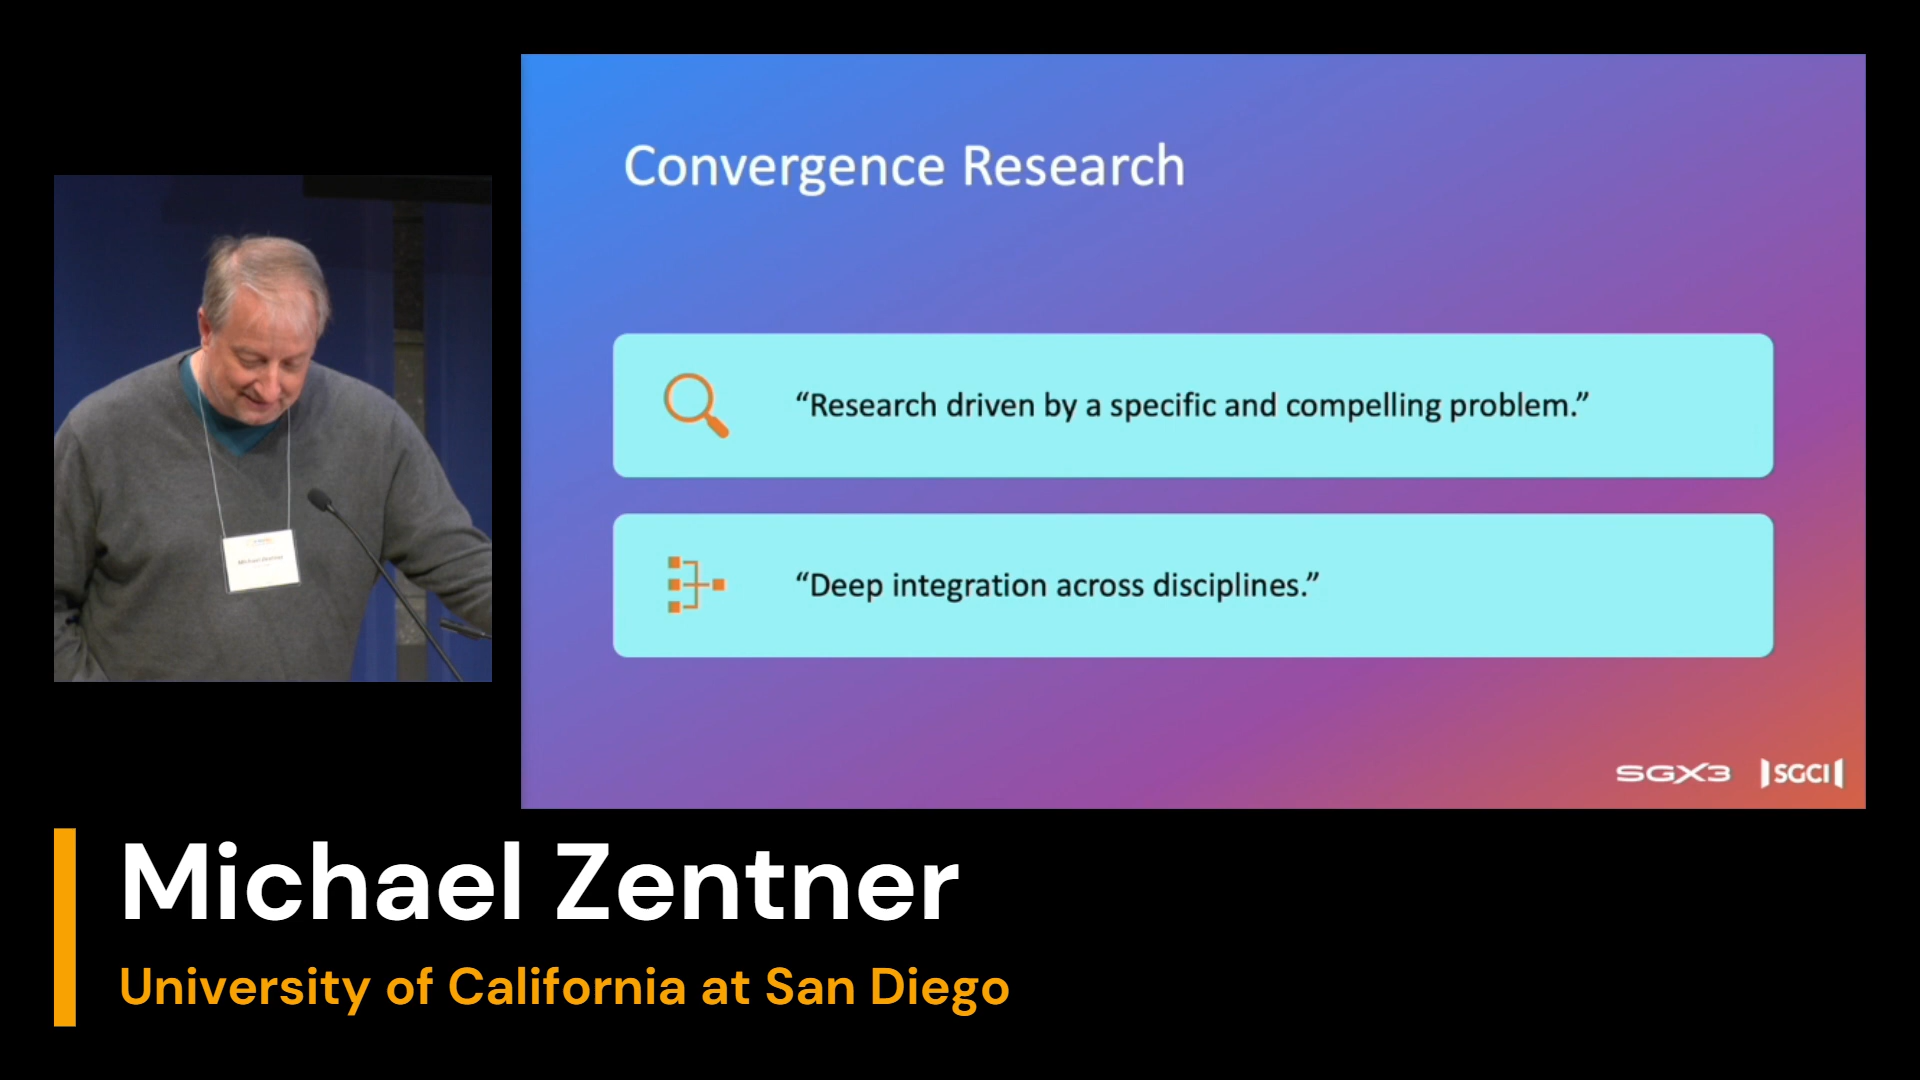 Convergence Research
“Research driven by a specific and compelling problem.”
“Deep integration across disciplines.”
SGX3 SGCI
Michael Zentner
University of California at San Diego